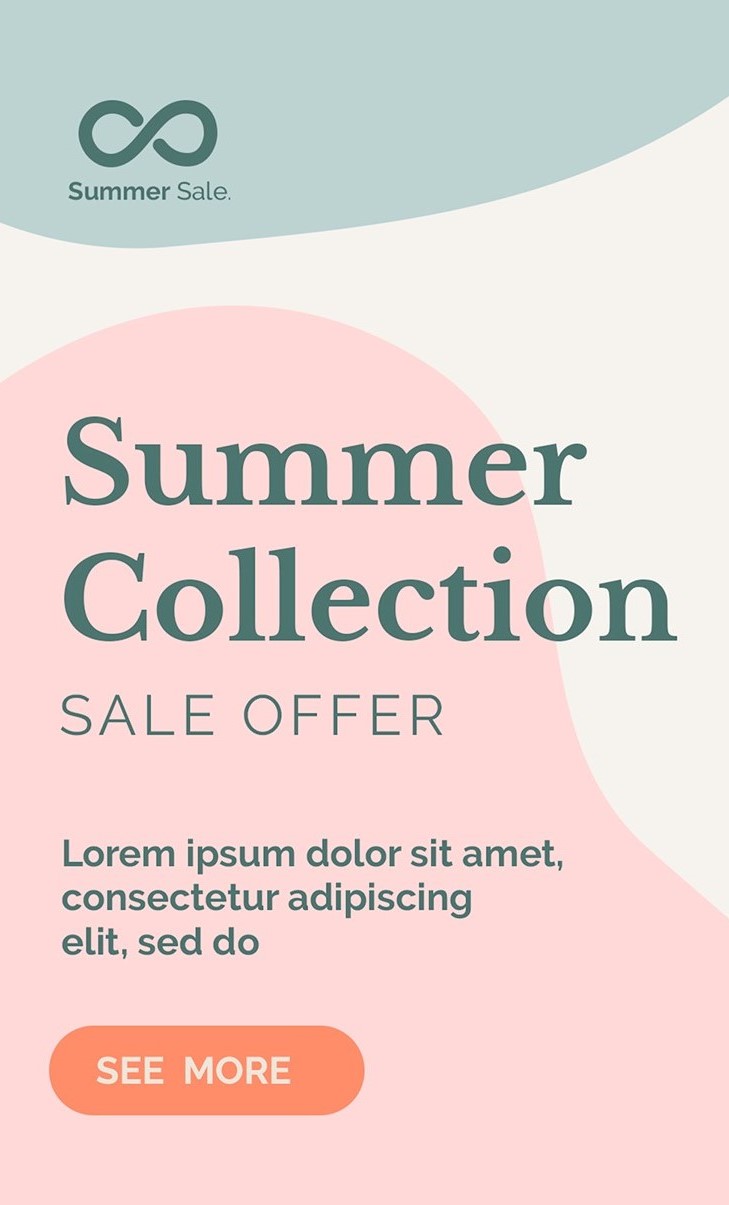 Summer Sale.
Summer
Collection
SALE OFFER
Lorem ipsum dolor sit amet,
consectetur adipiscing
elit, sed do
SEE MORE